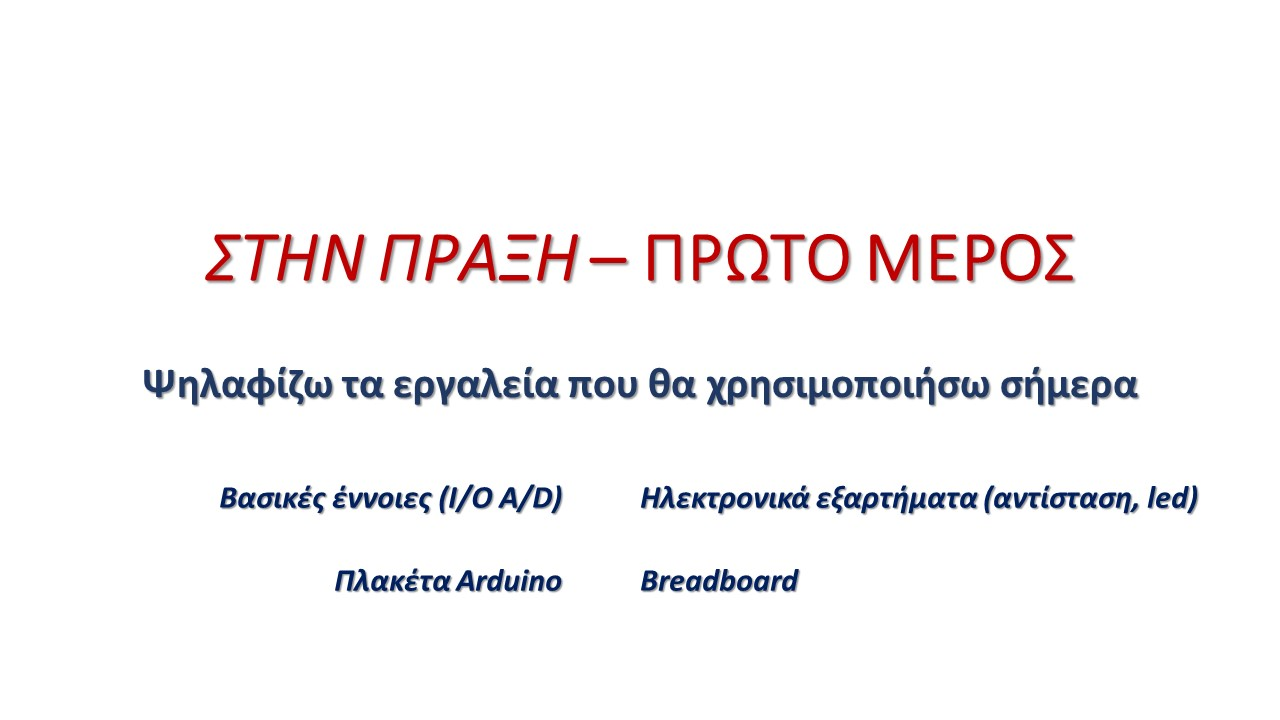 ΣΤΗΝ ΠΡΑΞΗ – ΠΡΩΤΟ ΜΕΡΟΣ
Ψηλαφίζω τα εργαλεία που θα χρησιμοποιήσω σήμερα
Βασικές έννοιες (I/O A/D) Ηλεκτρονικά εξαρτήματα (αντίσταση, led)
Πλακέτα Arduino Breadboard